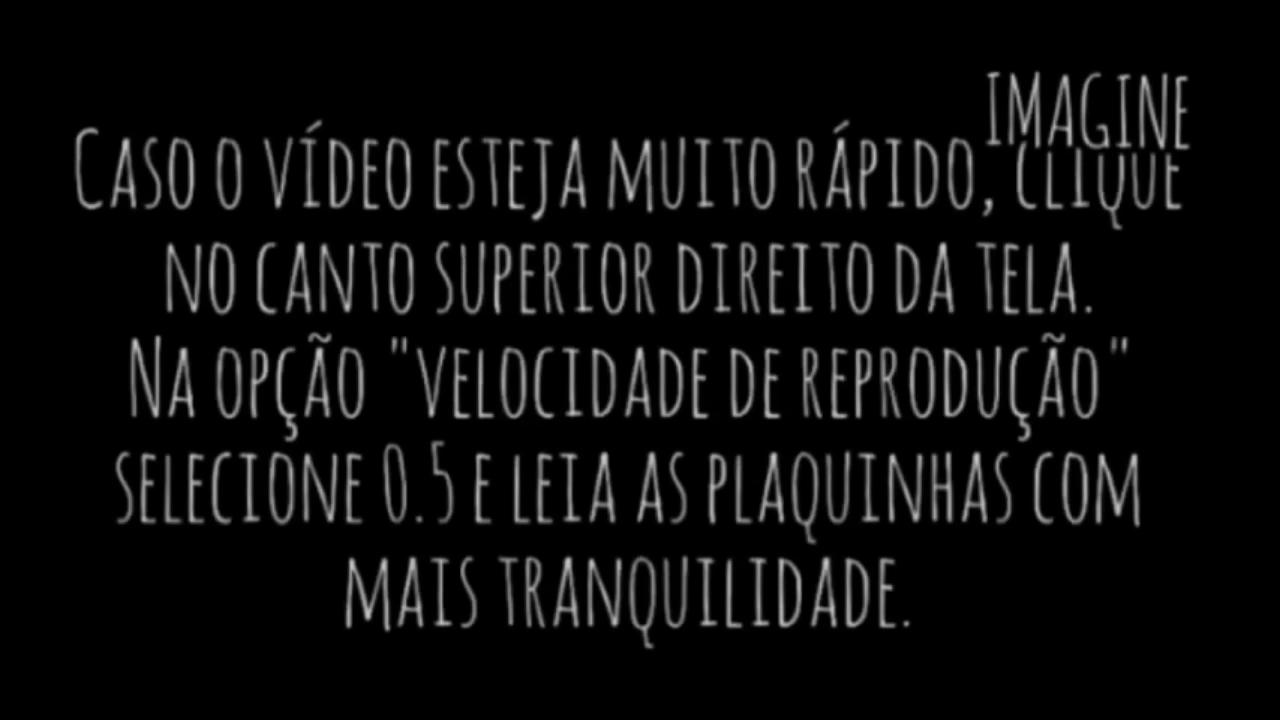 IMAGINE
Caso o vídeo esteja muito rápido, clique
no canto superior direito da tela.
Na opção "velocidade de reprodução"
selecione 0.5 e leia as plaquinhas com
mais tranquilidade.